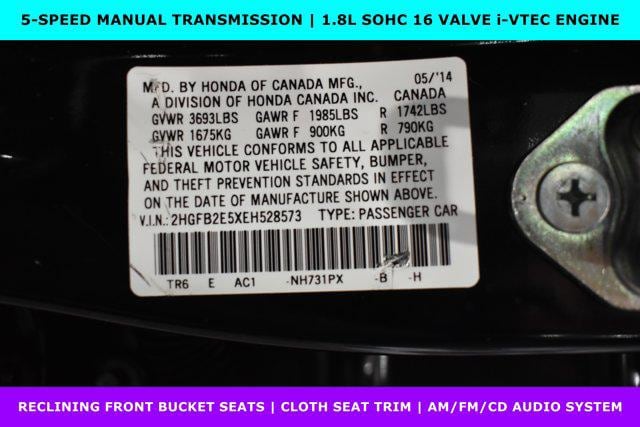 5-SPEED MANUAL TRANSMISSION | 1.8L SOHC 16 VALVE i-VTEC ENGINE
MFD. BY HONDA OF CANADA MFG., 05/'14
A DIVISION OF HONDA CANADA INC. CANADA
GVWR 3693LBS GAWR F 1985LBS R 1742LBS
GVWR 1675KG GAWR F 900KG R 790KG
THIS VEHICLE CONFORMS TO ALL APPLICABLE
FEDERAL MOTOR VEHICLE SAFETY, BUMPER,
AND THEFT PREVENTION STANDARDS IN EFFECT
ON THE DATE OF MANUFACTURE SHOWN ABOVE.
V.I.N.: 2HGFB2E5XEH528573 TYPE: PASSENGER CAR
TR6 E AC1 -NH731PX -B -H
RECLINING FRONT BUCKET SEATS | CLOTH SEAT TRIM | AM/FM/CD AUDIO SYSTEM